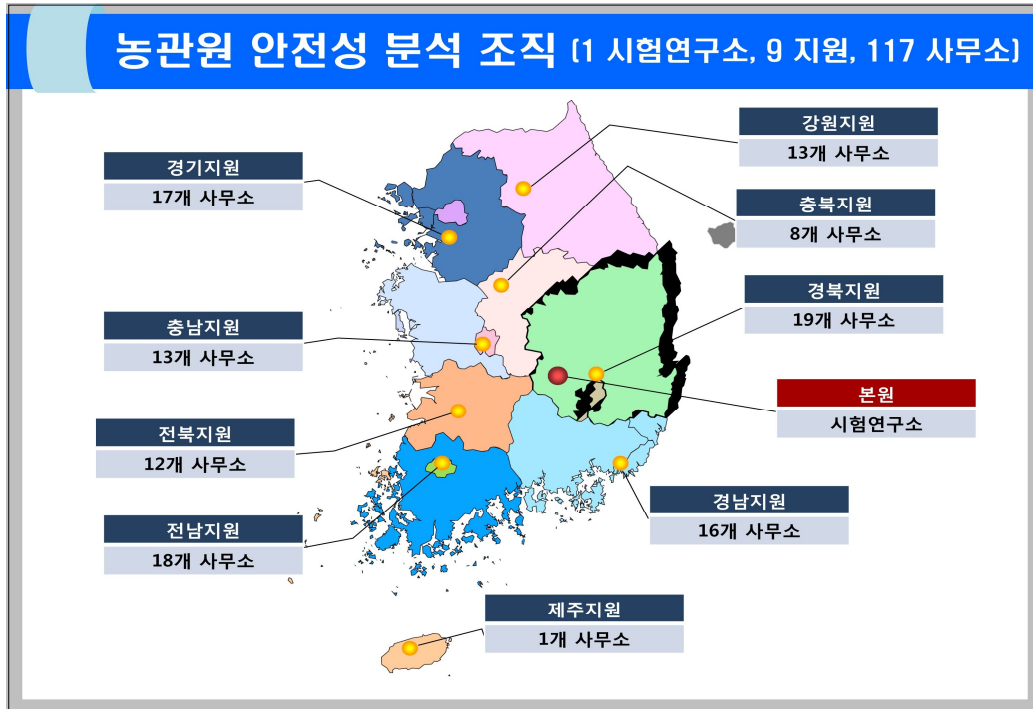 농관원 안전성 분석 조직 (1 시험연구소, 9 지원, 117 사무소)
강원지원
13개 사무소
경기지원
17개 사무소
충북지원
8개 사무소
경북지원
19개 사무소
충남지원
13개 사무소
본원
시험연구소
전북지원
12개 사무소
경남지원
16개 사무소
전남지원
18개 사무소
제주지원
1개 사무소